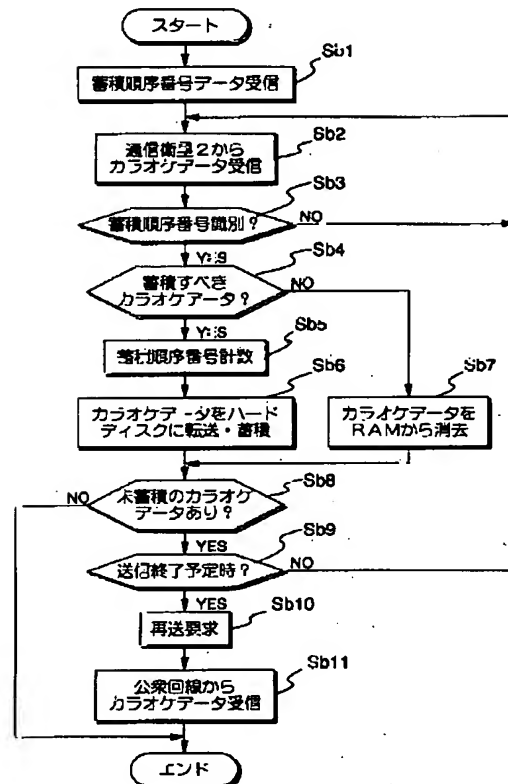 スタート
Sb1
蓄積順序番号データ受信
Sb2
通信衛星2から
カラオケデータ受信
Sb3
蓄積順序番号識別？
NO
YES
Sb4
蓄積すべき
カラオケデータ？
NO
YES
Sb5
蓄積順序番号計数
Sb6
カラオケデータをハード
ディスクに転送・蓄積
Sb7
カラオケデータを
RAMから消去
Sb8
NO
未蓄積のカラオケ
データあり？
YES
Sb9
送信終了予定時？
NO
YES
Sb10
再送要求
Sb11
公衆回線から
カラオケデータ受信
エンド